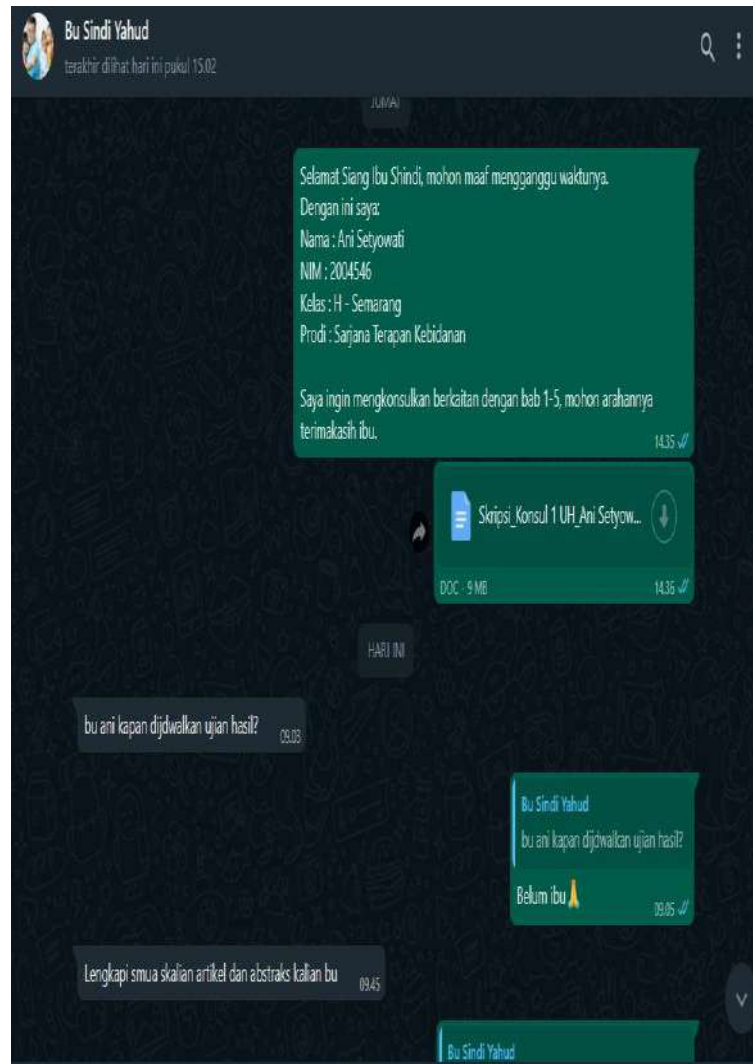 Bu Sindi Yahud
terakhir dilihat hari ini pukul 15.02
JUMAT
Selamat Siang Ibu Shindi, mohon maaf mengganggu waktunya.
Dengan ini saya:
Nama : Ani Setyowati
NIM : 2004546
Kelas : H - Semarang
Prodi : Sarjana Terapan Kebidanan
Saya ingin mengkonsulkan berkaitan dengan bab 1-5, mohon arahannya
terimakasih ibu.
14.35
Skripsi_Konsul 1 UH_Ani Setyow...
DOC · 9 MB
14.36
HARI INI
bu ani kapan dijdwalkan ujian hasil?
09.03
Bu Sindi Yahud
bu ani kapan dijdwalkan ujian hasil?
Belum ibu🙏
09.05
Lengkapi smua skalian artikel dan abstraks kalian bu
09.45
Bu Sindi Yahud